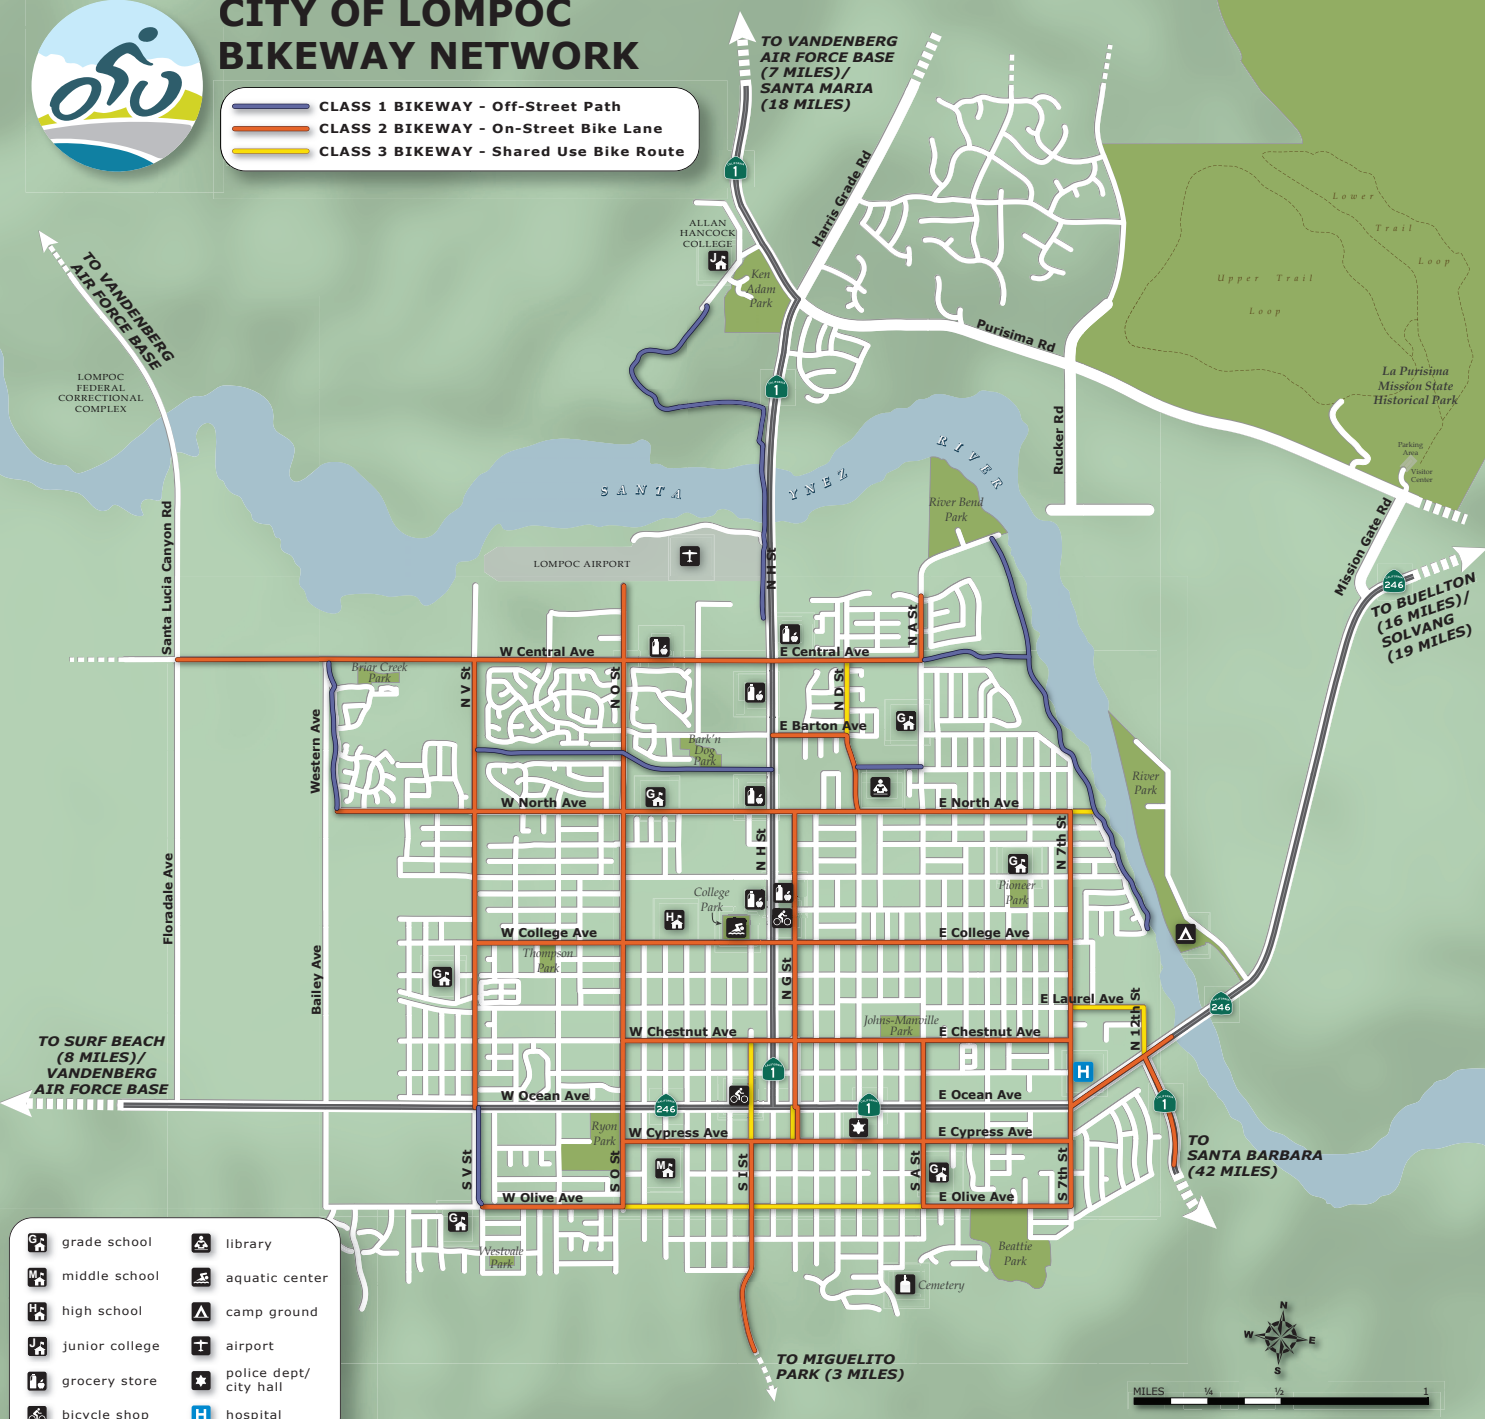 CITY OF LOMPOC
BIKEWAY NETWORK
CLASS 1 BIKEWAY - Off-Street Path
CLASS 2 BIKEWAY - On-Street Bike Lane
CLASS 3 BIKEWAY - Shared Use Bike Route
TO VANDENBERG
AIR FORCE BASE
(7 MILES)/
SANTA MARIA
(18 MILES)
1
Harris Grade Rd
ALLAN
HANCOCK
COLLEGE
J
Ken
Adam
Park
Lower
Trail
Loop
Upper Trail
Loop
TO VANDENBERG
AIR FORCE BASE
LOMPOC
FEDERAL
CORRECTIONAL
COMPLEX
Purisima Rd
1
La Purisima
Mission State
Historical Park
Parking
Area
Visitor
Center
Rucker Rd
SANTA
YNEZ
RIVER
River Bend
Park
Santa Lucia Canyon Rd
LOMPOC AIRPORT
N H St
Mission Gate Rd
246
TO BUELLTON
(16 MILES)/
SOLVANG
(19 MILES)
N A St
W Central Ave
E Central Ave
Briar Creek
Park
N V St
N O St
N D St
Western Ave
E Barton Ave
G
Bark'n
Dog
Park
River
Park
W North Ave
G
E North Ave
N H St
N 7th St
G
Pioneer
Park
Floradale Ave
College
Park
H
W College Ave
E College Ave
Thompson
Park
G
Bailey Ave
N G St
E Laurel Ave
N 12th St
246
W Chestnut Ave
Johns-Manville
Park
E Chestnut Ave
TO SURF BEACH
(8 MILES)/
VANDENBERG
AIR FORCE BASE
1
H
W Ocean Ave
246
1
E Ocean Ave
1
Ryon
Park
W Cypress Ave
E Cypress Ave
TO
SANTA BARBARA
(42 MILES)
S V St
S O St
M
S I St
S A St
G
S 7th St
W Olive Ave
E Olive Ave
G
Westvale
Park
Beattie
Park
Cemetery
G
grade school
library
M
middle school
aquatic center
H
high school
camp ground
J
junior college
airport
grocery store
police dept/
city hall
bicycle shop
H
hospital
TO MIGUELITO
PARK (3 MILES)
N
W
E
S
MILES
¼
½
1